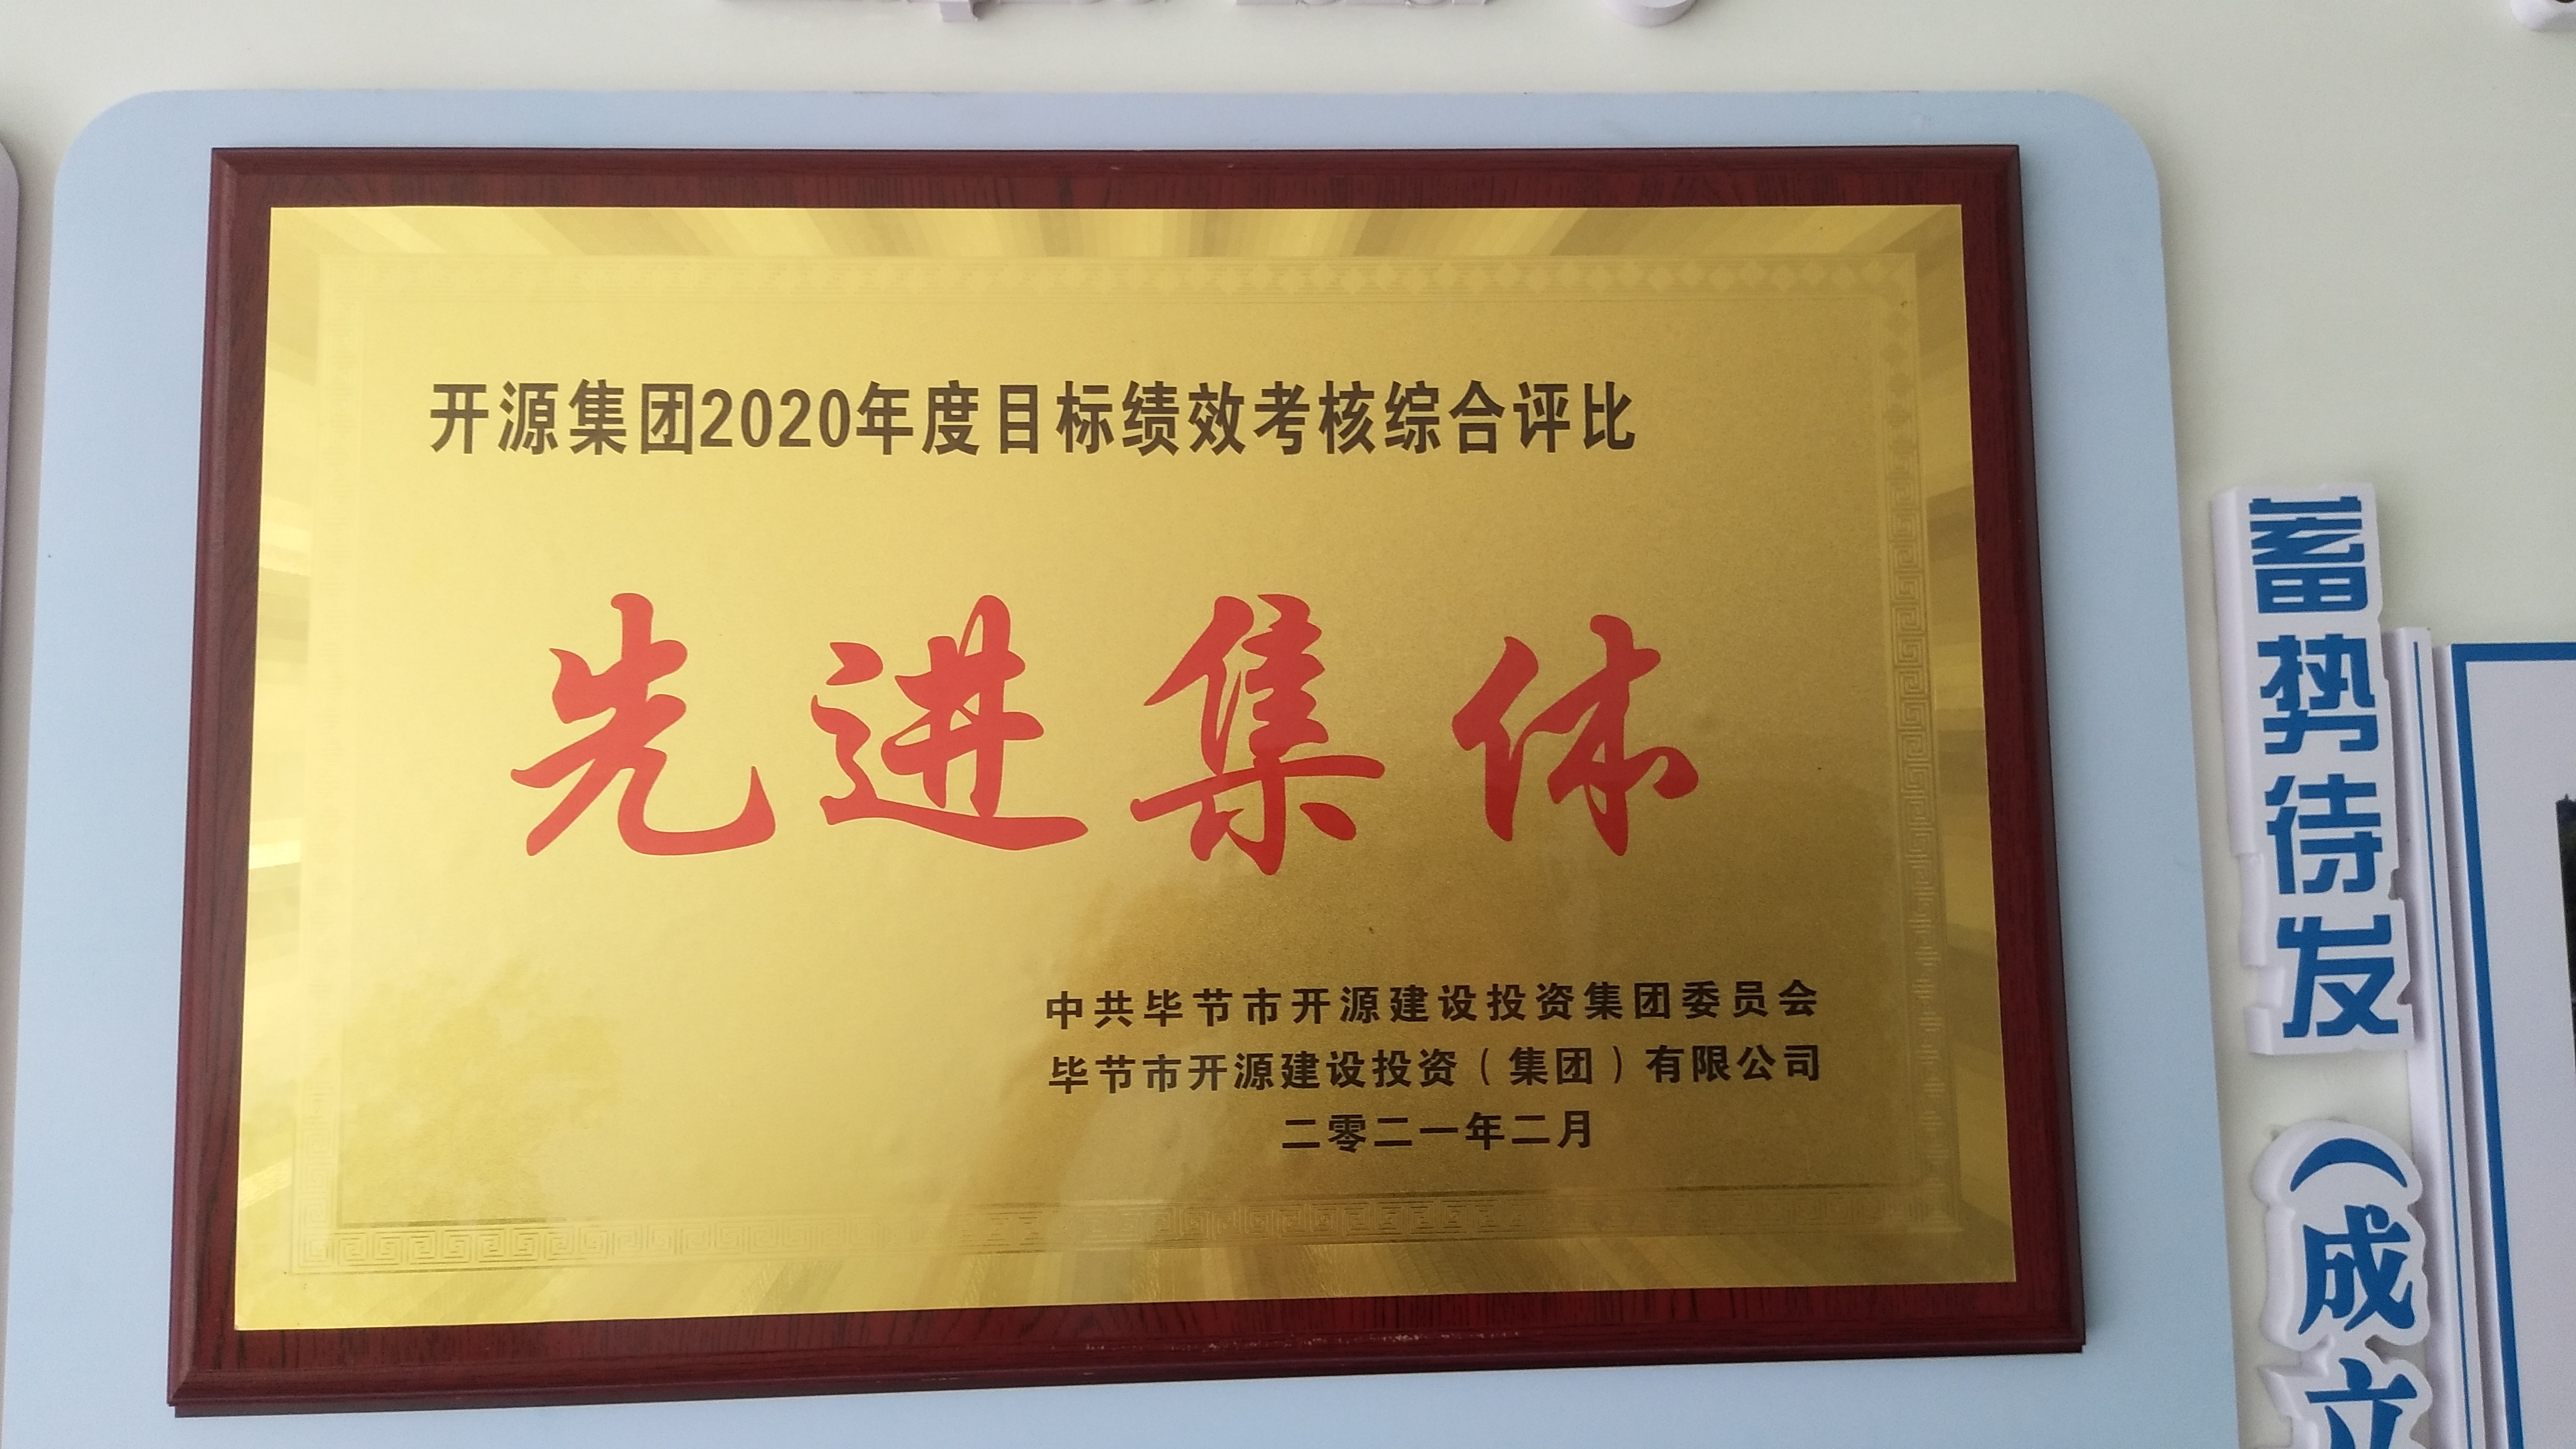 开源集团2020年度目标绩效考核综合评比
先进集体
中共毕节市开源建设投资集团委员会
毕节市开源建设投资（集团）有限公司
二零二一年二月
蓄势待发（成立